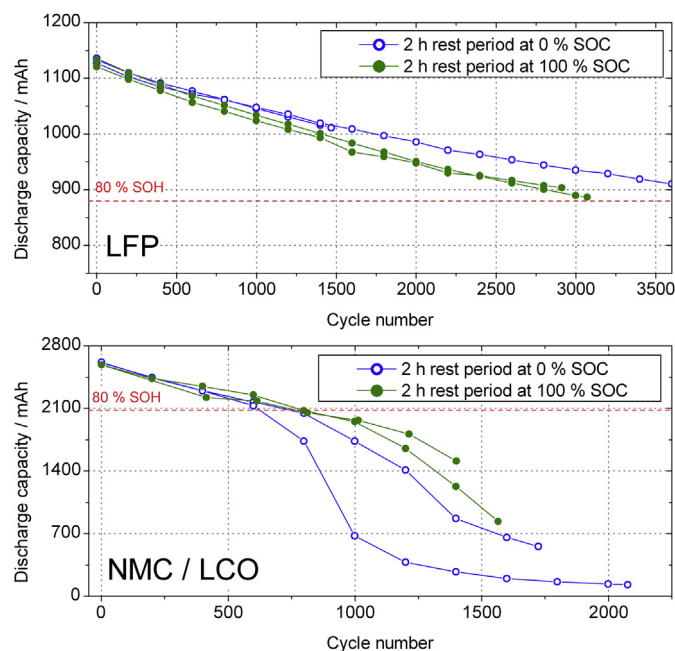 1200
1100
1000
900
800
Discharge capacity / mAh
2 h rest period at 0 % SOC
2 h rest period at 100 % SOC
80 % SOH
LFP
0 500 1000 1500 2000 2500 3000 3500
Cycle number
2800
2100
1400
700
0
Discharge capacity / mAh
2 h rest period at 0 % SOC
2 h rest period at 100 % SOC
80 % SOH
NMC / LCO
0 500 1000 1500 2000
Cycle number